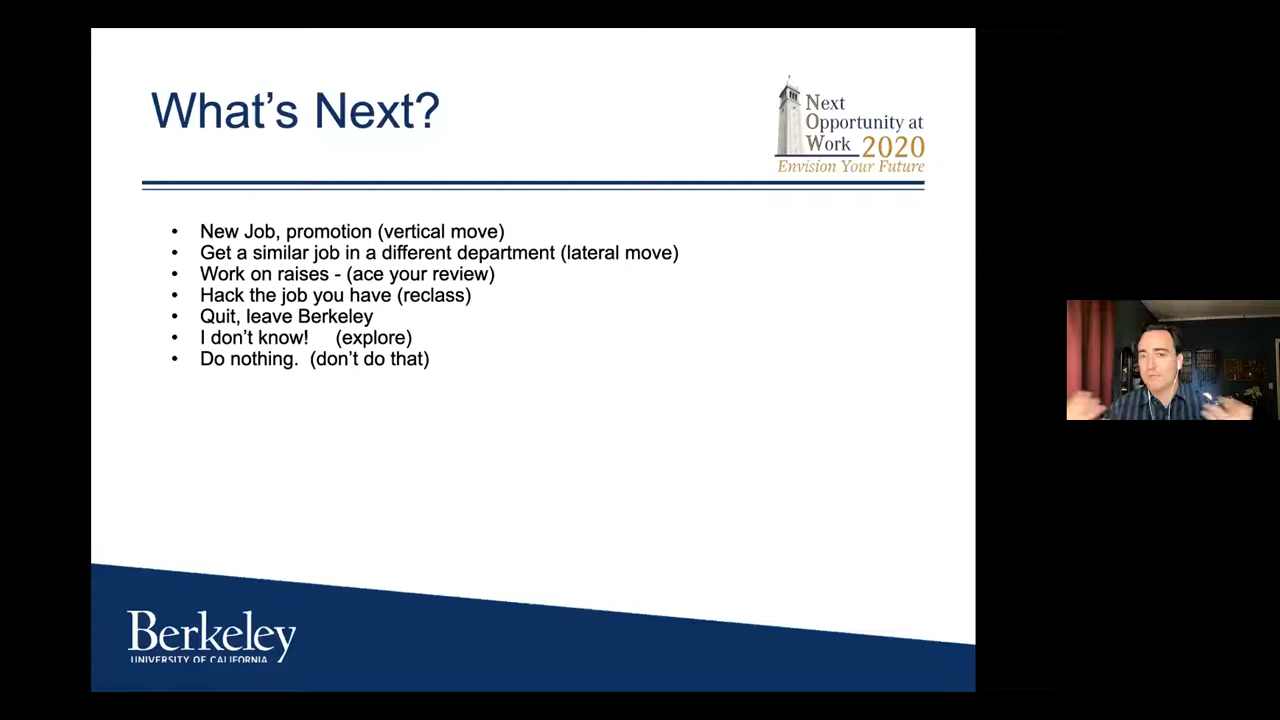 What's Next?
Next
Opportunity at
Work 2020
Envision Your Future
• New Job, promotion (vertical move)
• Get a similar job in a different department (lateral move)
• Work on raises - (ace your review)
• Hack the job you have (reclass)
• Quit, leave Berkeley
• I don't know! (explore)
• Do nothing. (don't do that)
Berkeley
UNIVERSITY OF CALIFORNIA